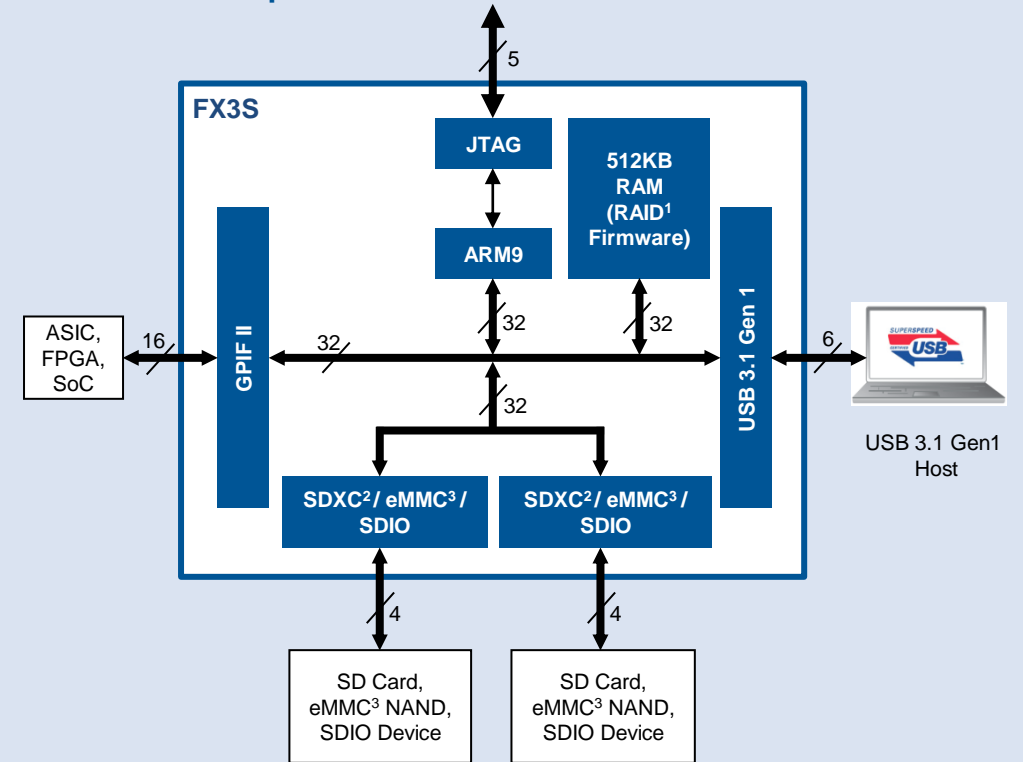 5
FX3S
JTAG
512KB
RAM
(RAID¹
Firmware)
ARM9
GPIF II
USB 3.1 Gen 1
32
32
ASIC,
FPGA,
SoC
16
32
6
SUPERSPEED
USB
USB 3.1 Gen1
Host
32
SDXC²/ eMMC³/
SDIO
SDXC²/ eMMC³/
SDIO
4
4
SD Card,
eMMC³ NAND,
SDIO Device
SD Card,
eMMC³ NAND,
SDIO Device